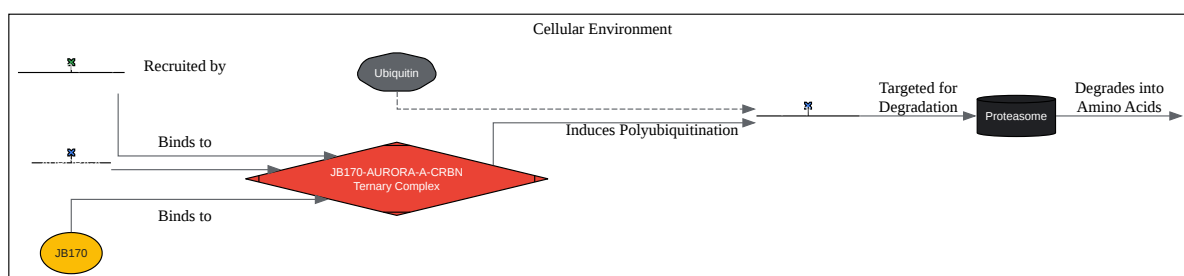 Cellular Environment
Recruited by
Ubiquitin
Targeted for
Degradation
Proteasome
Degrades into
Amino Acids
Induces Polyubiquitination
Binds to
JB170-AURORA-A-CRBN
Ternary Complex
Binds to
JB170